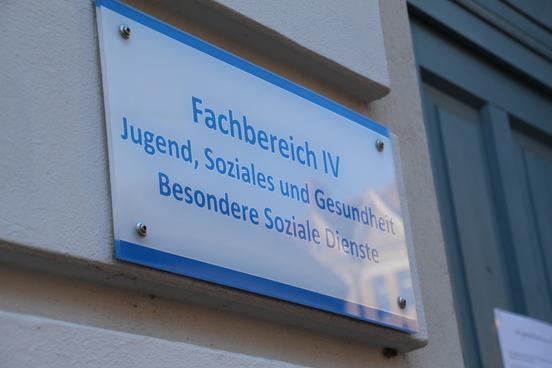 Fachbereich IV
Jugend, Soziales und Gesundheit
Besondere Soziale Dienste